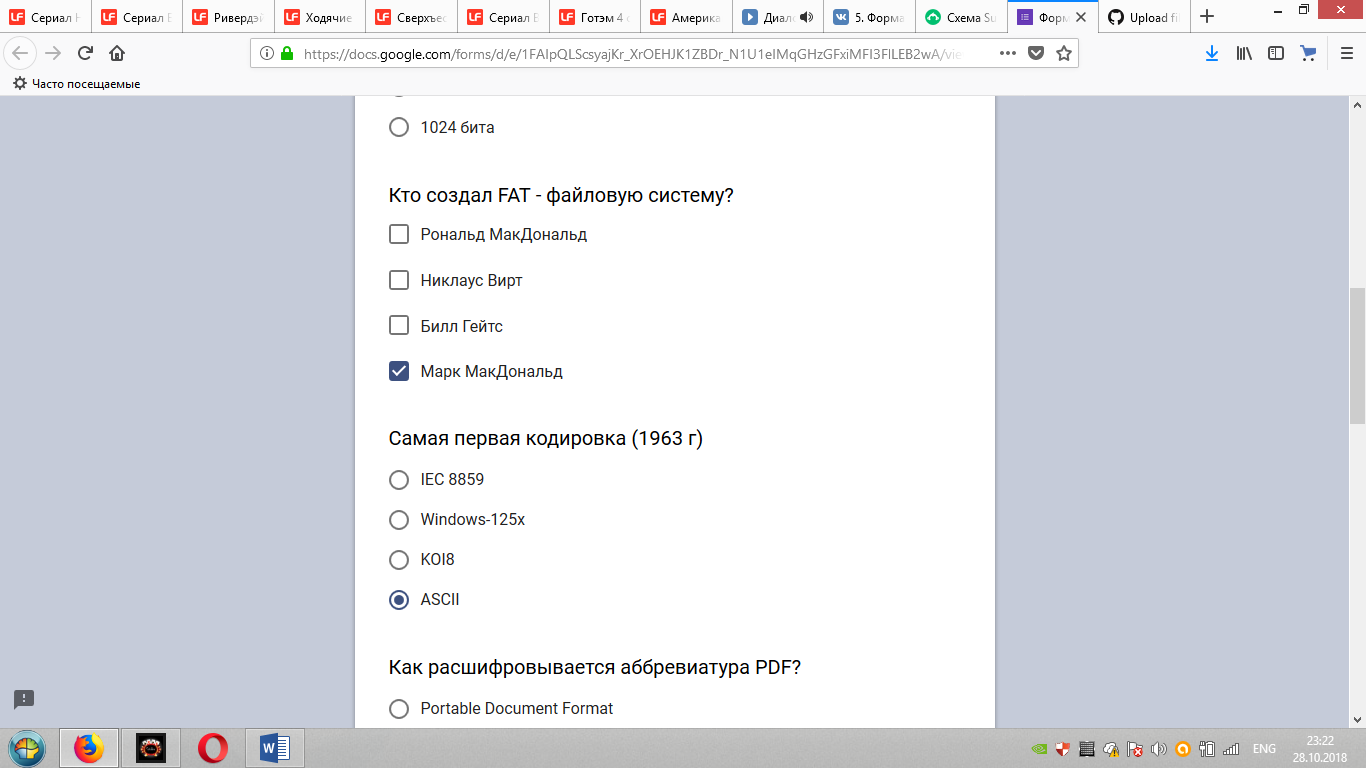 Сериал Н
Сериал В
Ривердэй
Ходячие
Сверхъес
Сериал В
Готэм 4 с
Америка
Диало
5. Форма
Схема Su
Форм
Upload fil
https://docs.google.com/forms/d/e/1FAIpQLScsyajKr_XrOEHJK1ZBDr_N1U1eIMqGHzGFxiMFI3FILEB2wA/vie
Часто посещаемые
1024 бита
Кто создал FAT - файловую систему?
Рональд МакДональд
Никлаус Вирт
Билл Гейтс
Марк МакДональд
Самая первая кодировка (1963 г)
IEC 8859
Windows-125x
KOI8
ASCII
Как расшифровывается аббревиатура PDF?
Portable Document Format
ENG
23:22
28.10.2018